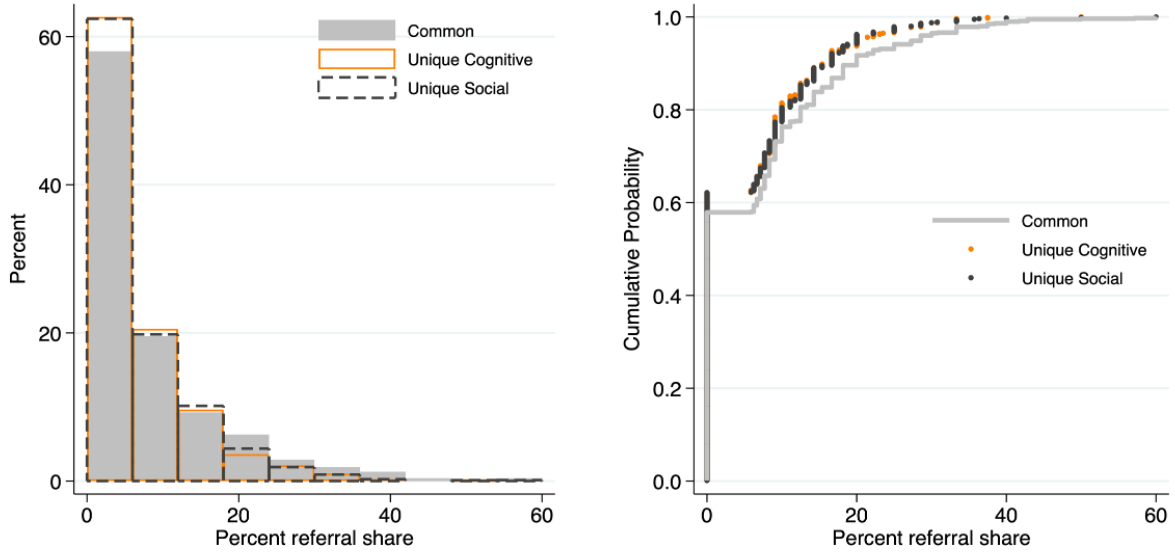 60
40
20
0
Percent
0
20
40
60
Percent referral share
Common
Unique Cognitive
Unique Social
1.0
0.8
0.6
0.4
0.2
0.0
Cumulative Probability
0
20
40
60
Percent referral share
Common
Unique Cognitive
Unique Social